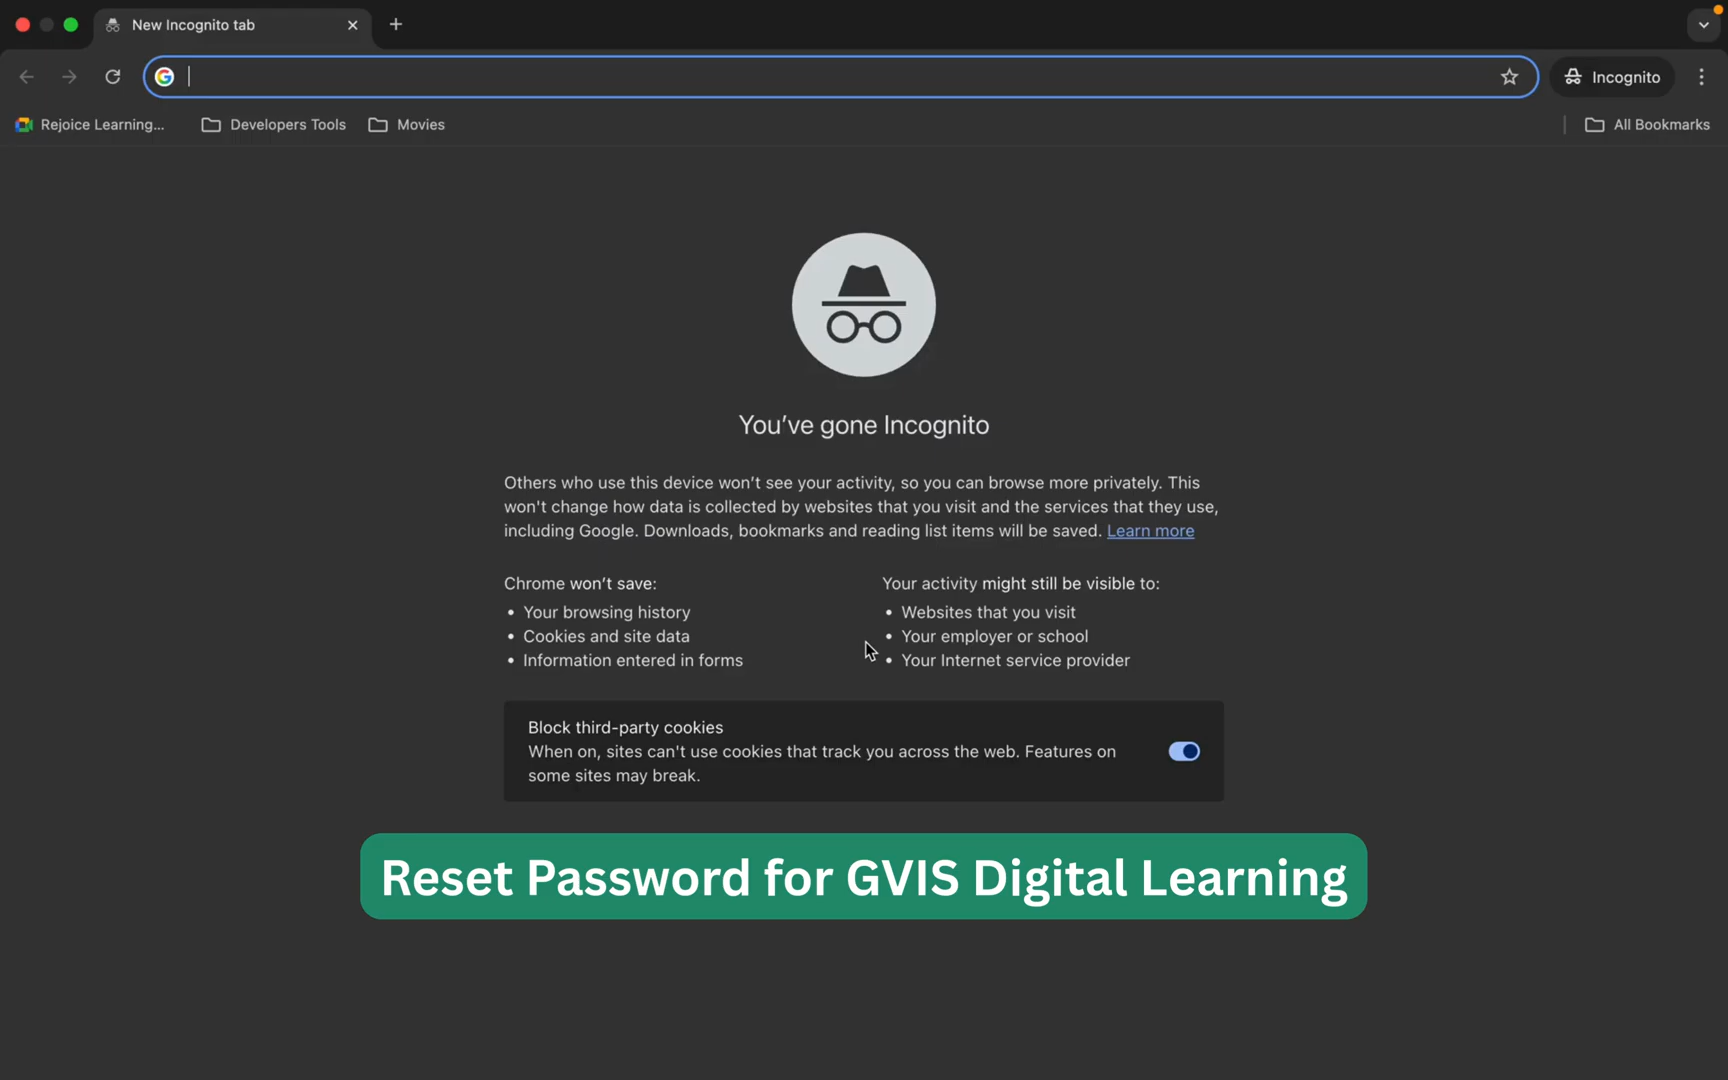 New Incognito tab
Incognito
Rejoice Learning...
Developers Tools
Movies
All Bookmarks
You've gone Incognito
Others who use this device won't see your activity, so you can browse more privately. This
won't change how data is collected by websites that you visit and the services that they use,
including Google. Downloads, bookmarks and reading list items will be saved. Learn more
Chrome won't save:
• Your browsing history
• Cookies and site data
• Information entered in forms
Your activity might still be visible to:
• Websites that you visit
• Your employer or school
• Your Internet service provider
Block third-party cookies
When on, sites can't use cookies that track you across the web. Features on
some sites may break.
Reset Password for GVIS Digital Learning